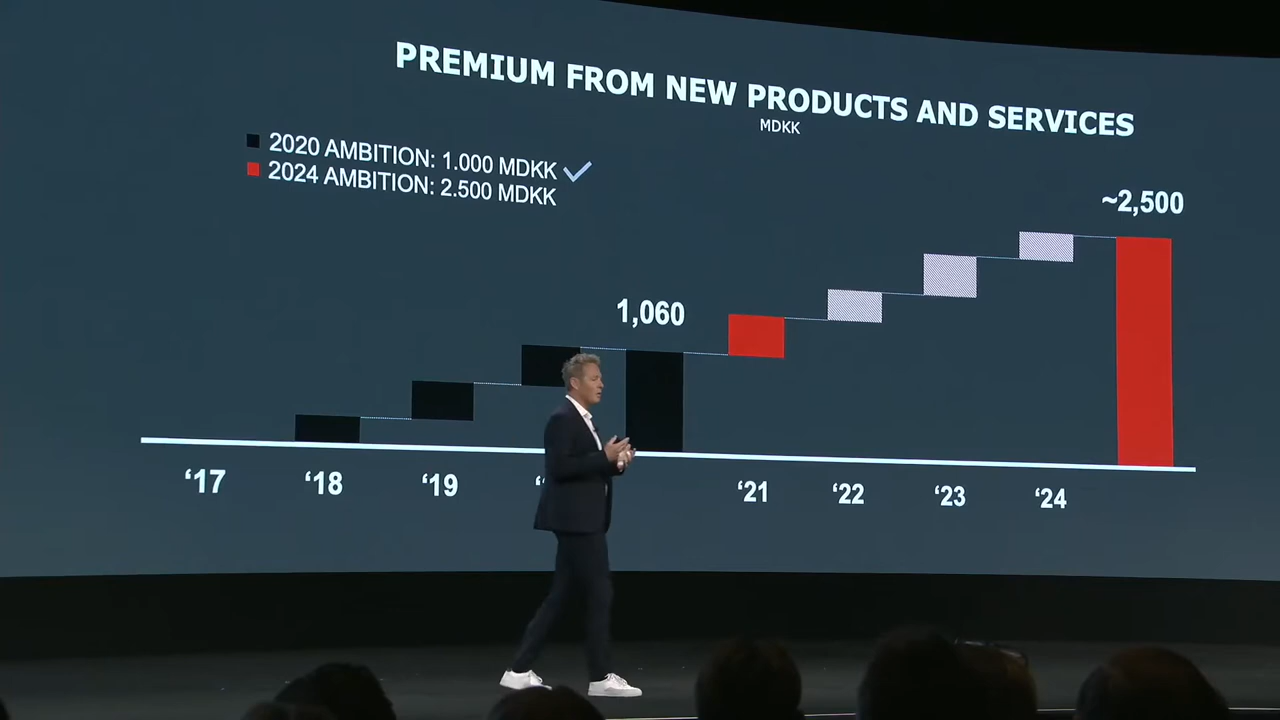 PREMIUM FROM NEW PRODUCTS AND SERVICES
MDKK
2020 AMBITION: 1.000 MDKK
2024 AMBITION: 2.500 MDKK
~2,500
1,060
‘17
‘18
‘19
‘21
‘22
‘23
‘24